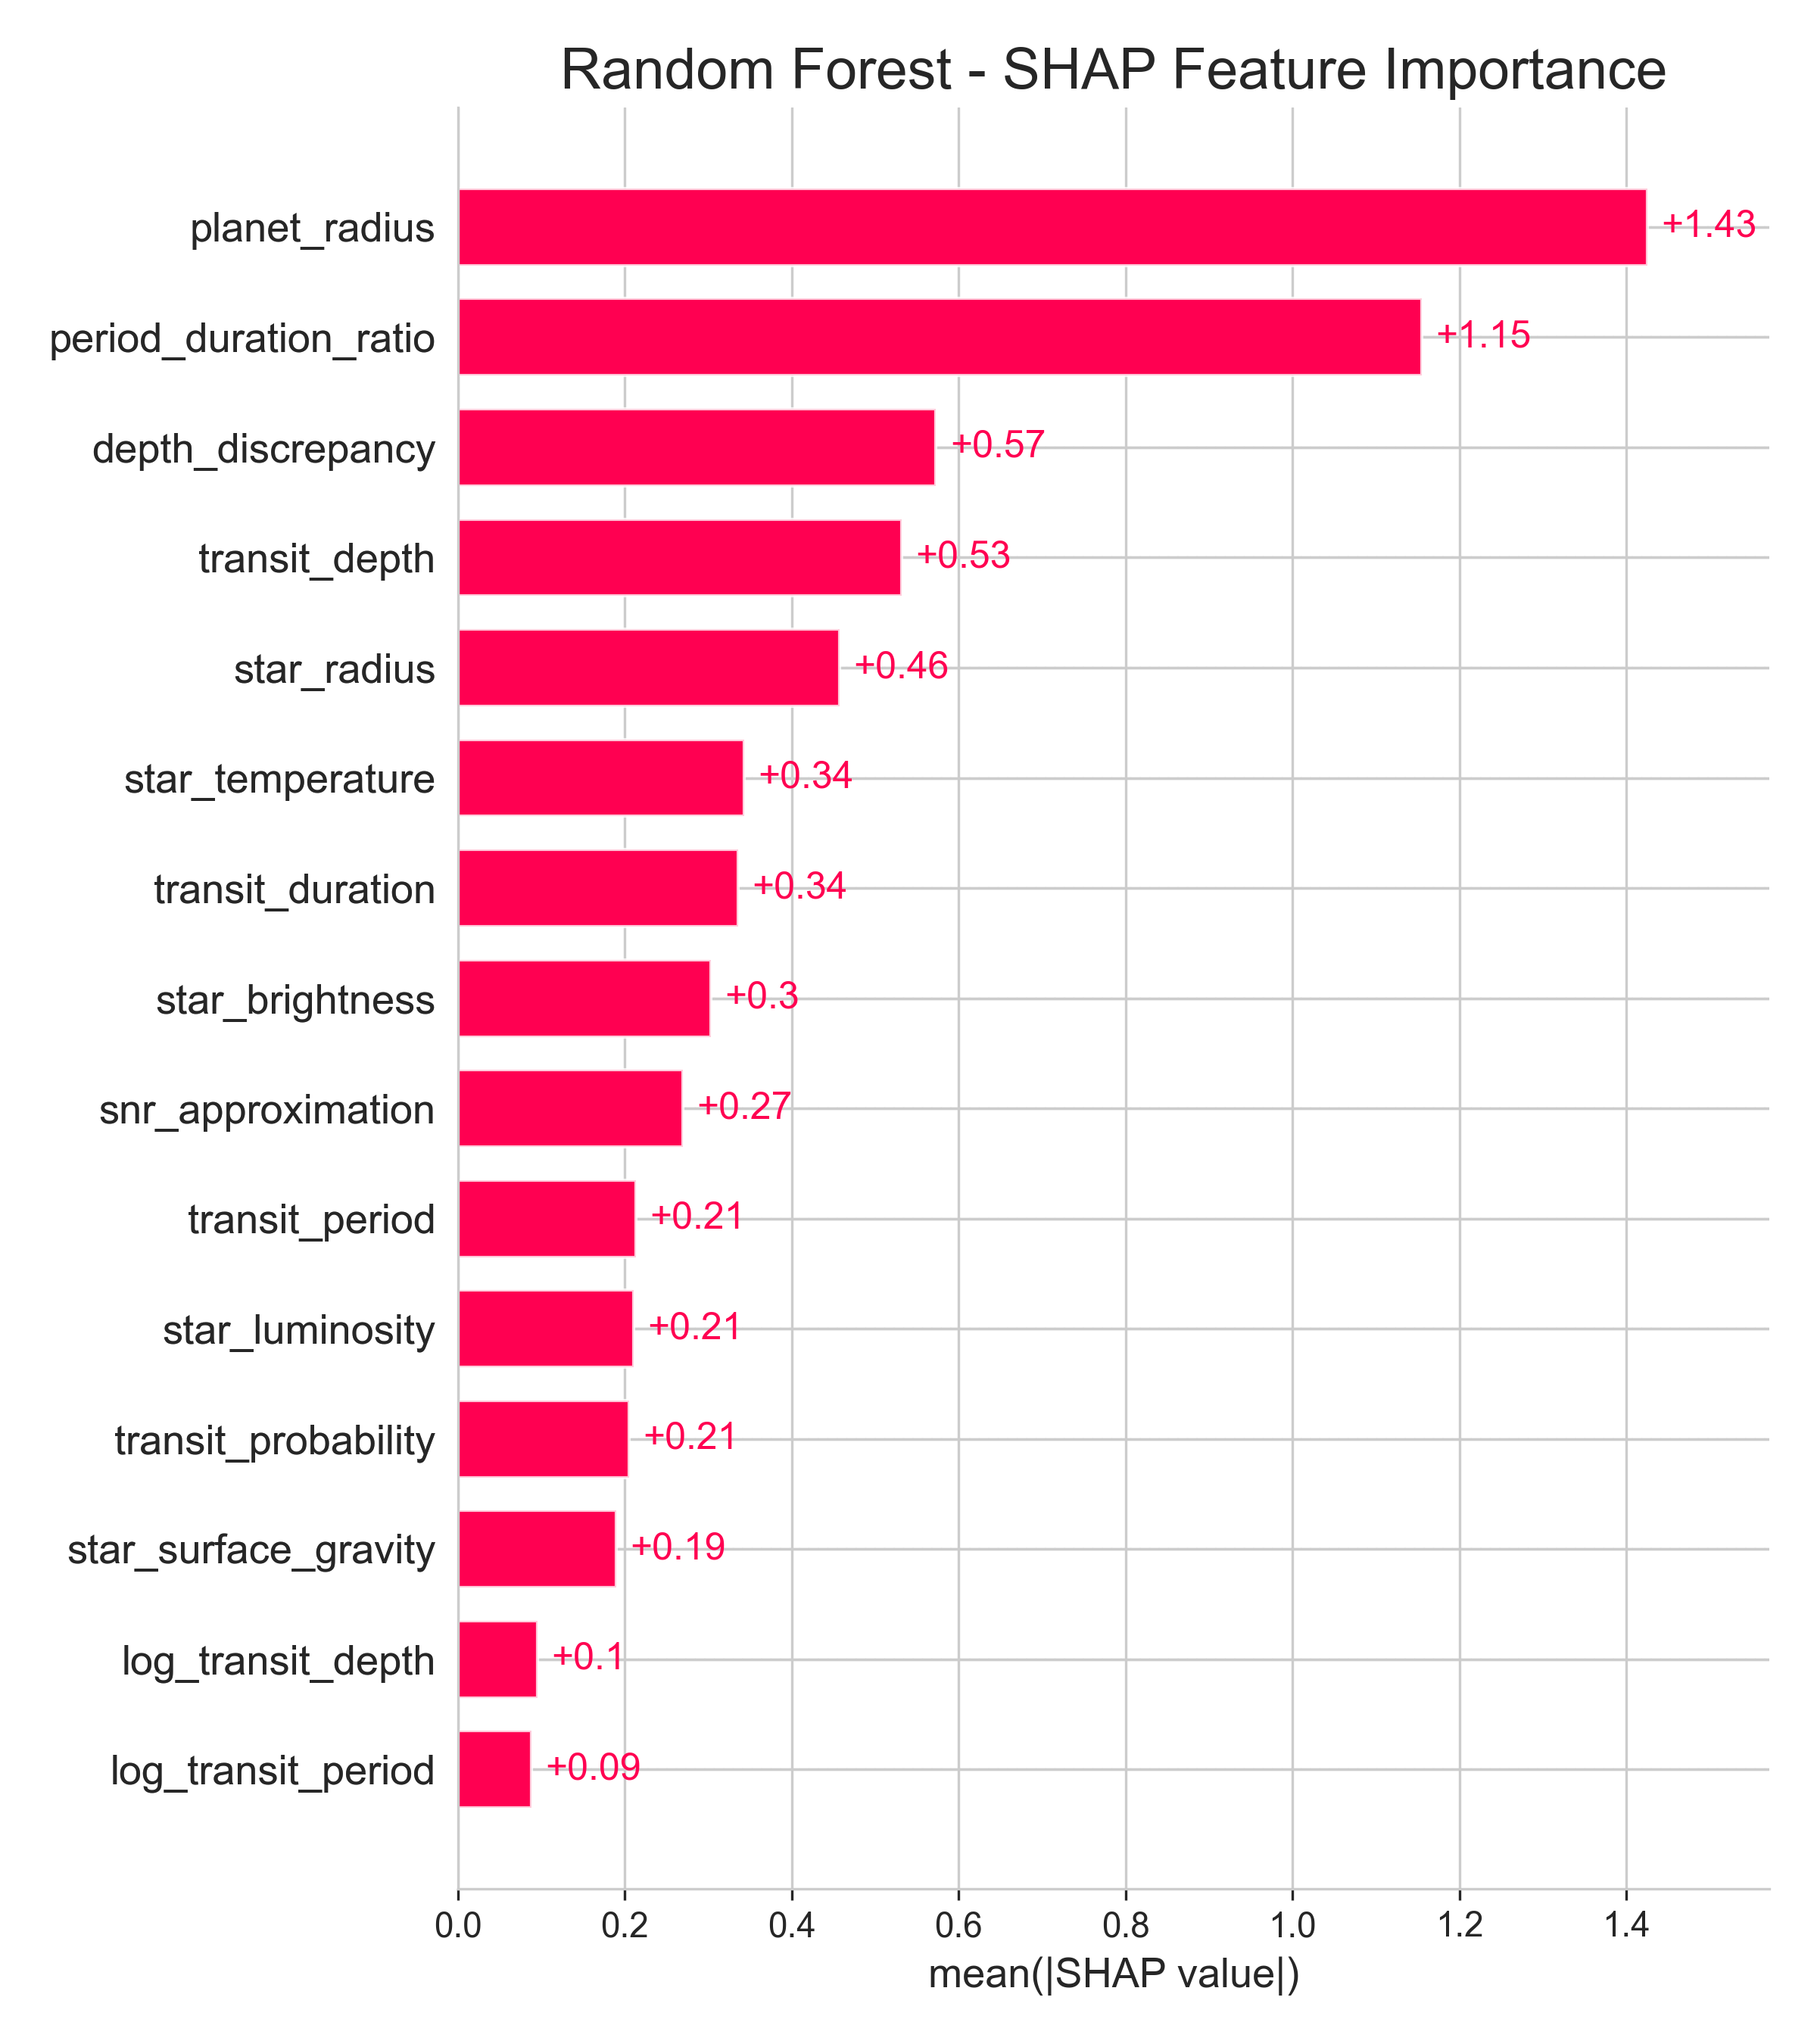 Random Forest - SHAP Feature Importance
planet_radius +1.43
period_duration_ratio +1.15
depth_discrepancy +0.57
transit_depth +0.53
star_radius +0.46
star_temperature +0.34
transit_duration +0.34
star_brightness +0.3
snr_approximation +0.27
transit_period +0.21
star_luminosity +0.21
transit_probability +0.21
star_surface_gravity +0.19
log_transit_depth +0.1
log_transit_period +0.09
0.0 0.2 0.4 0.6 0.8 1.0 1.2 1.4
mean(|SHAP value|)